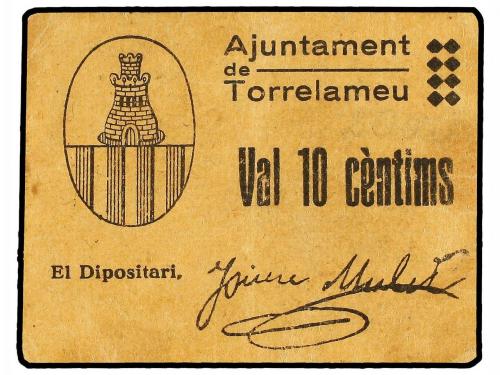 Ajuntament
de
Torrelameu
Val 10 cèntims
El Dipositari,